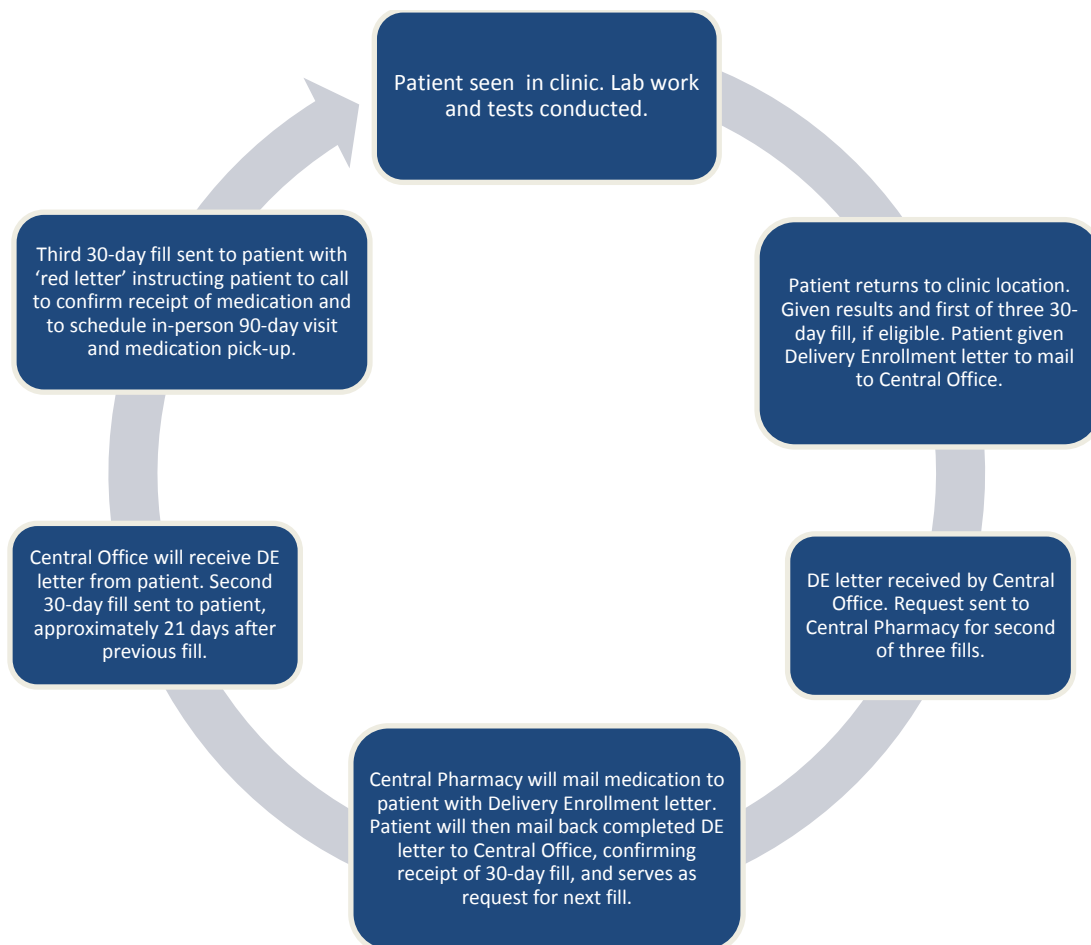 Patient seen in clinic. Lab work
and tests conducted.
Patient returns to clinic location.
Given results and first of three 30-
day fill, if eligible. Patient given
Delivery Enrollment letter to mail
to Central Office.
DE letter received by Central
Office. Request sent to
Central Pharmacy for second
of three fills.
Central Pharmacy will mail medication to
patient with Delivery Enrollment letter.
Patient will then mail back completed DE
letter to Central Office, confirming
receipt of 30-day fill, and serves as
request for next fill.
Central Office will receive DE
letter from patient. Second
30-day fill sent to patient,
approximately 21 days after
previous fill.
Third 30-day fill sent to patient with
‘red letter’ instructing patient to call
to confirm receipt of medication and
to schedule in-person 90-day visit
and medication pick-up.